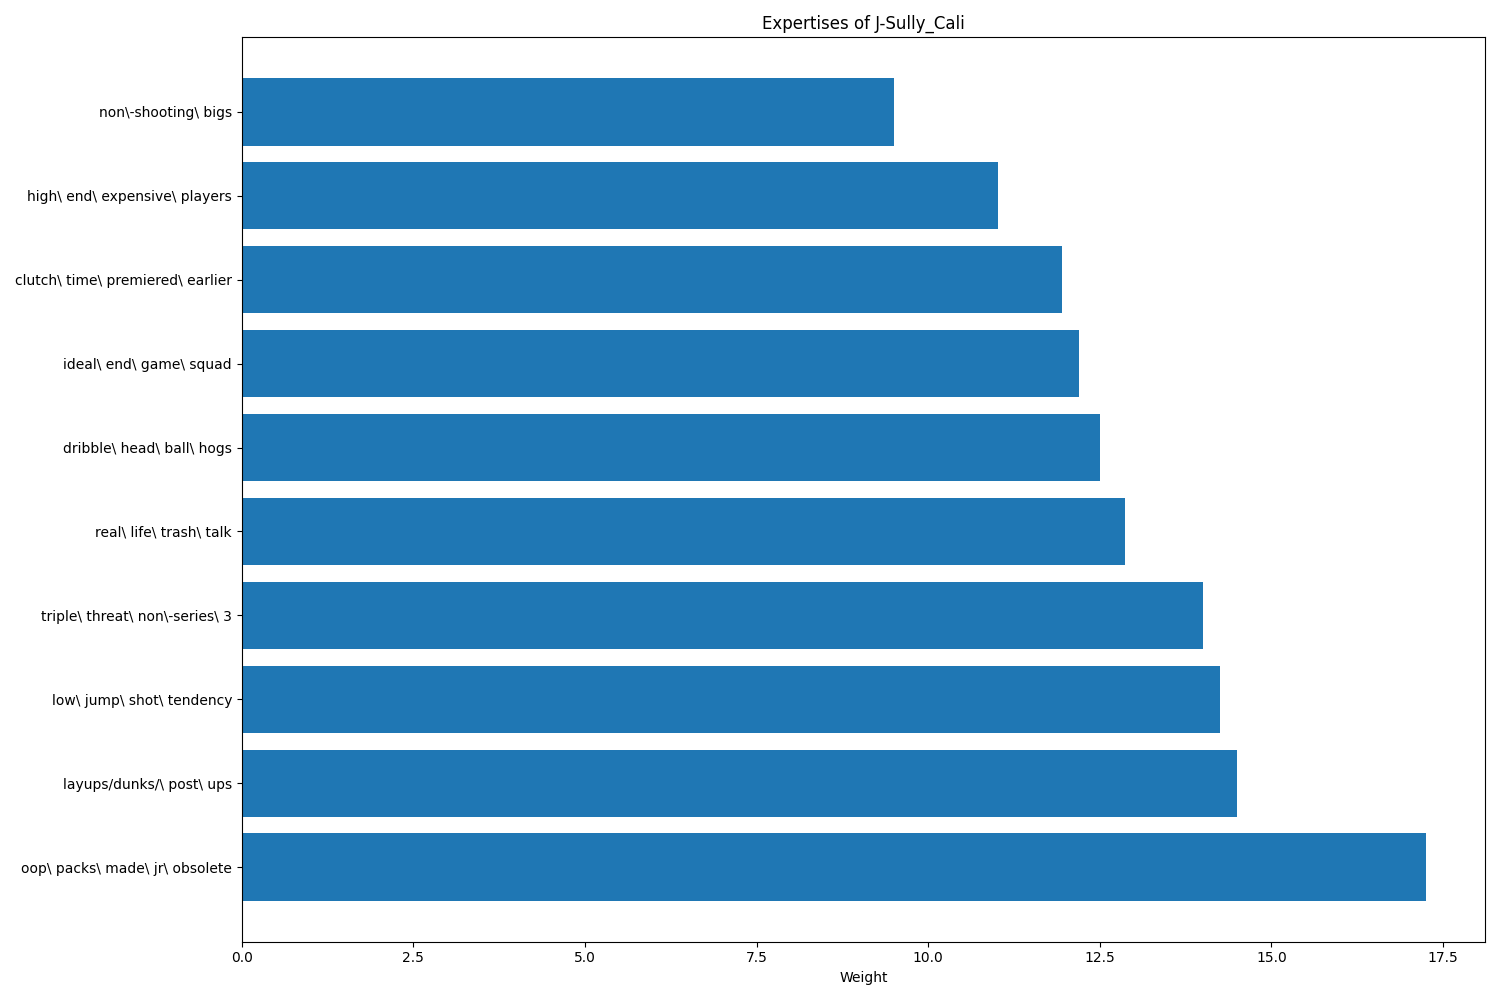 Expertises of J-Sully_Cali
non\-shooting\ bigs
high\ end\ expensive\ players
clutch\ time\ premiered\ earlier
ideal\ end\ game\ squad
dribble\ head\ ball\ hogs
real\ life\ trash\ talk
triple\ threat\ non\-series\ 3
low\ jump\ shot\ tendency
layups/dunks/\ post\ ups
oop\ packs\ made\ jr\ obsolete
0.0 2.5 5.0 7.5 10.0 12.5 15.0 17.5
Weight